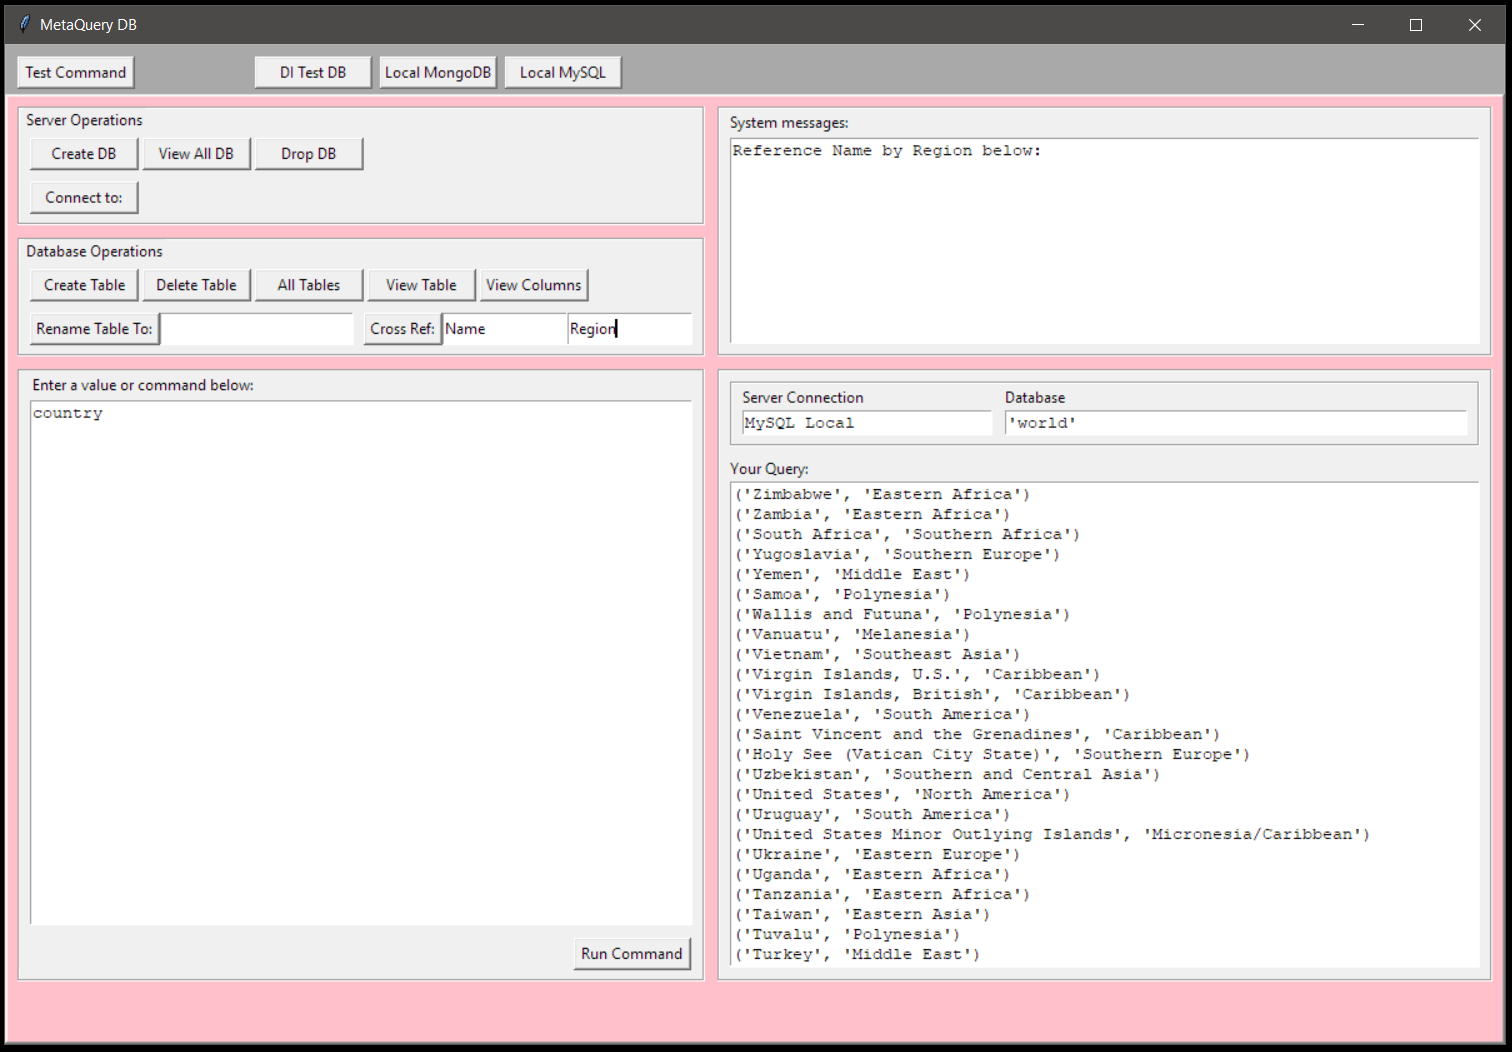 MetaQuery DB
Test Command DI Test DB Local MongoDB Local MySQL
Server Operations
Create DB View All DB Drop DB
Connect to:
Database Operations
Create Table Delete Table All Tables View Table View Columns
Rename Table To: Cross Ref: Name Region
Enter a value or command below:
country
Run Command
System messages:
Reference Name by Region below:
Server Connection Database
MySQL Local 'world'
Your Query:
('Zimbabwe', 'Eastern Africa')
('Zambia', 'Eastern Africa')
('South Africa', 'Southern Africa')
('Yugoslavia', 'Southern Europe')
('Yemen', 'Middle East')
('Samoa', 'Polynesia')
('Wallis and Futuna', 'Polynesia')
('Vanuatu', 'Melanesia')
('Vietnam', 'Southeast Asia')
('Virgin Islands, U.S.', 'Caribbean')
('Virgin Islands, British', 'Caribbean')
('Venezuela', 'South America')
('Saint Vincent and the Grenadines', 'Caribbean')
('Holy See (Vatican City State)', 'Southern Europe')
('Uzbekistan', 'Southern and Central Asia')
('United States', 'North America')
('Uruguay', 'South America')
('United States Minor Outlying Islands', 'Micronesia/Caribbean')
('Ukraine', 'Eastern Europe')
('Uganda', 'Eastern Africa')
('Tanzania', 'Eastern Africa')
('Taiwan', 'Eastern Asia')
('Tuvalu', 'Polynesia')
('Turkey', 'Middle East')